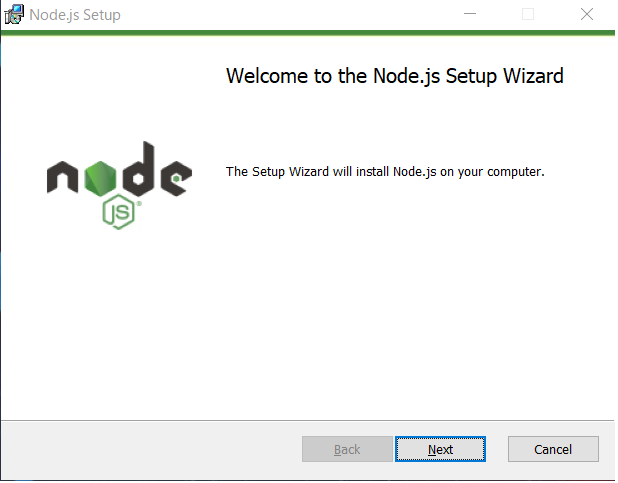 Node.js Setup
Welcome to the Node.js Setup Wizard
node
JS®
The Setup Wizard will install Node.js on your computer.
Back Next Cancel